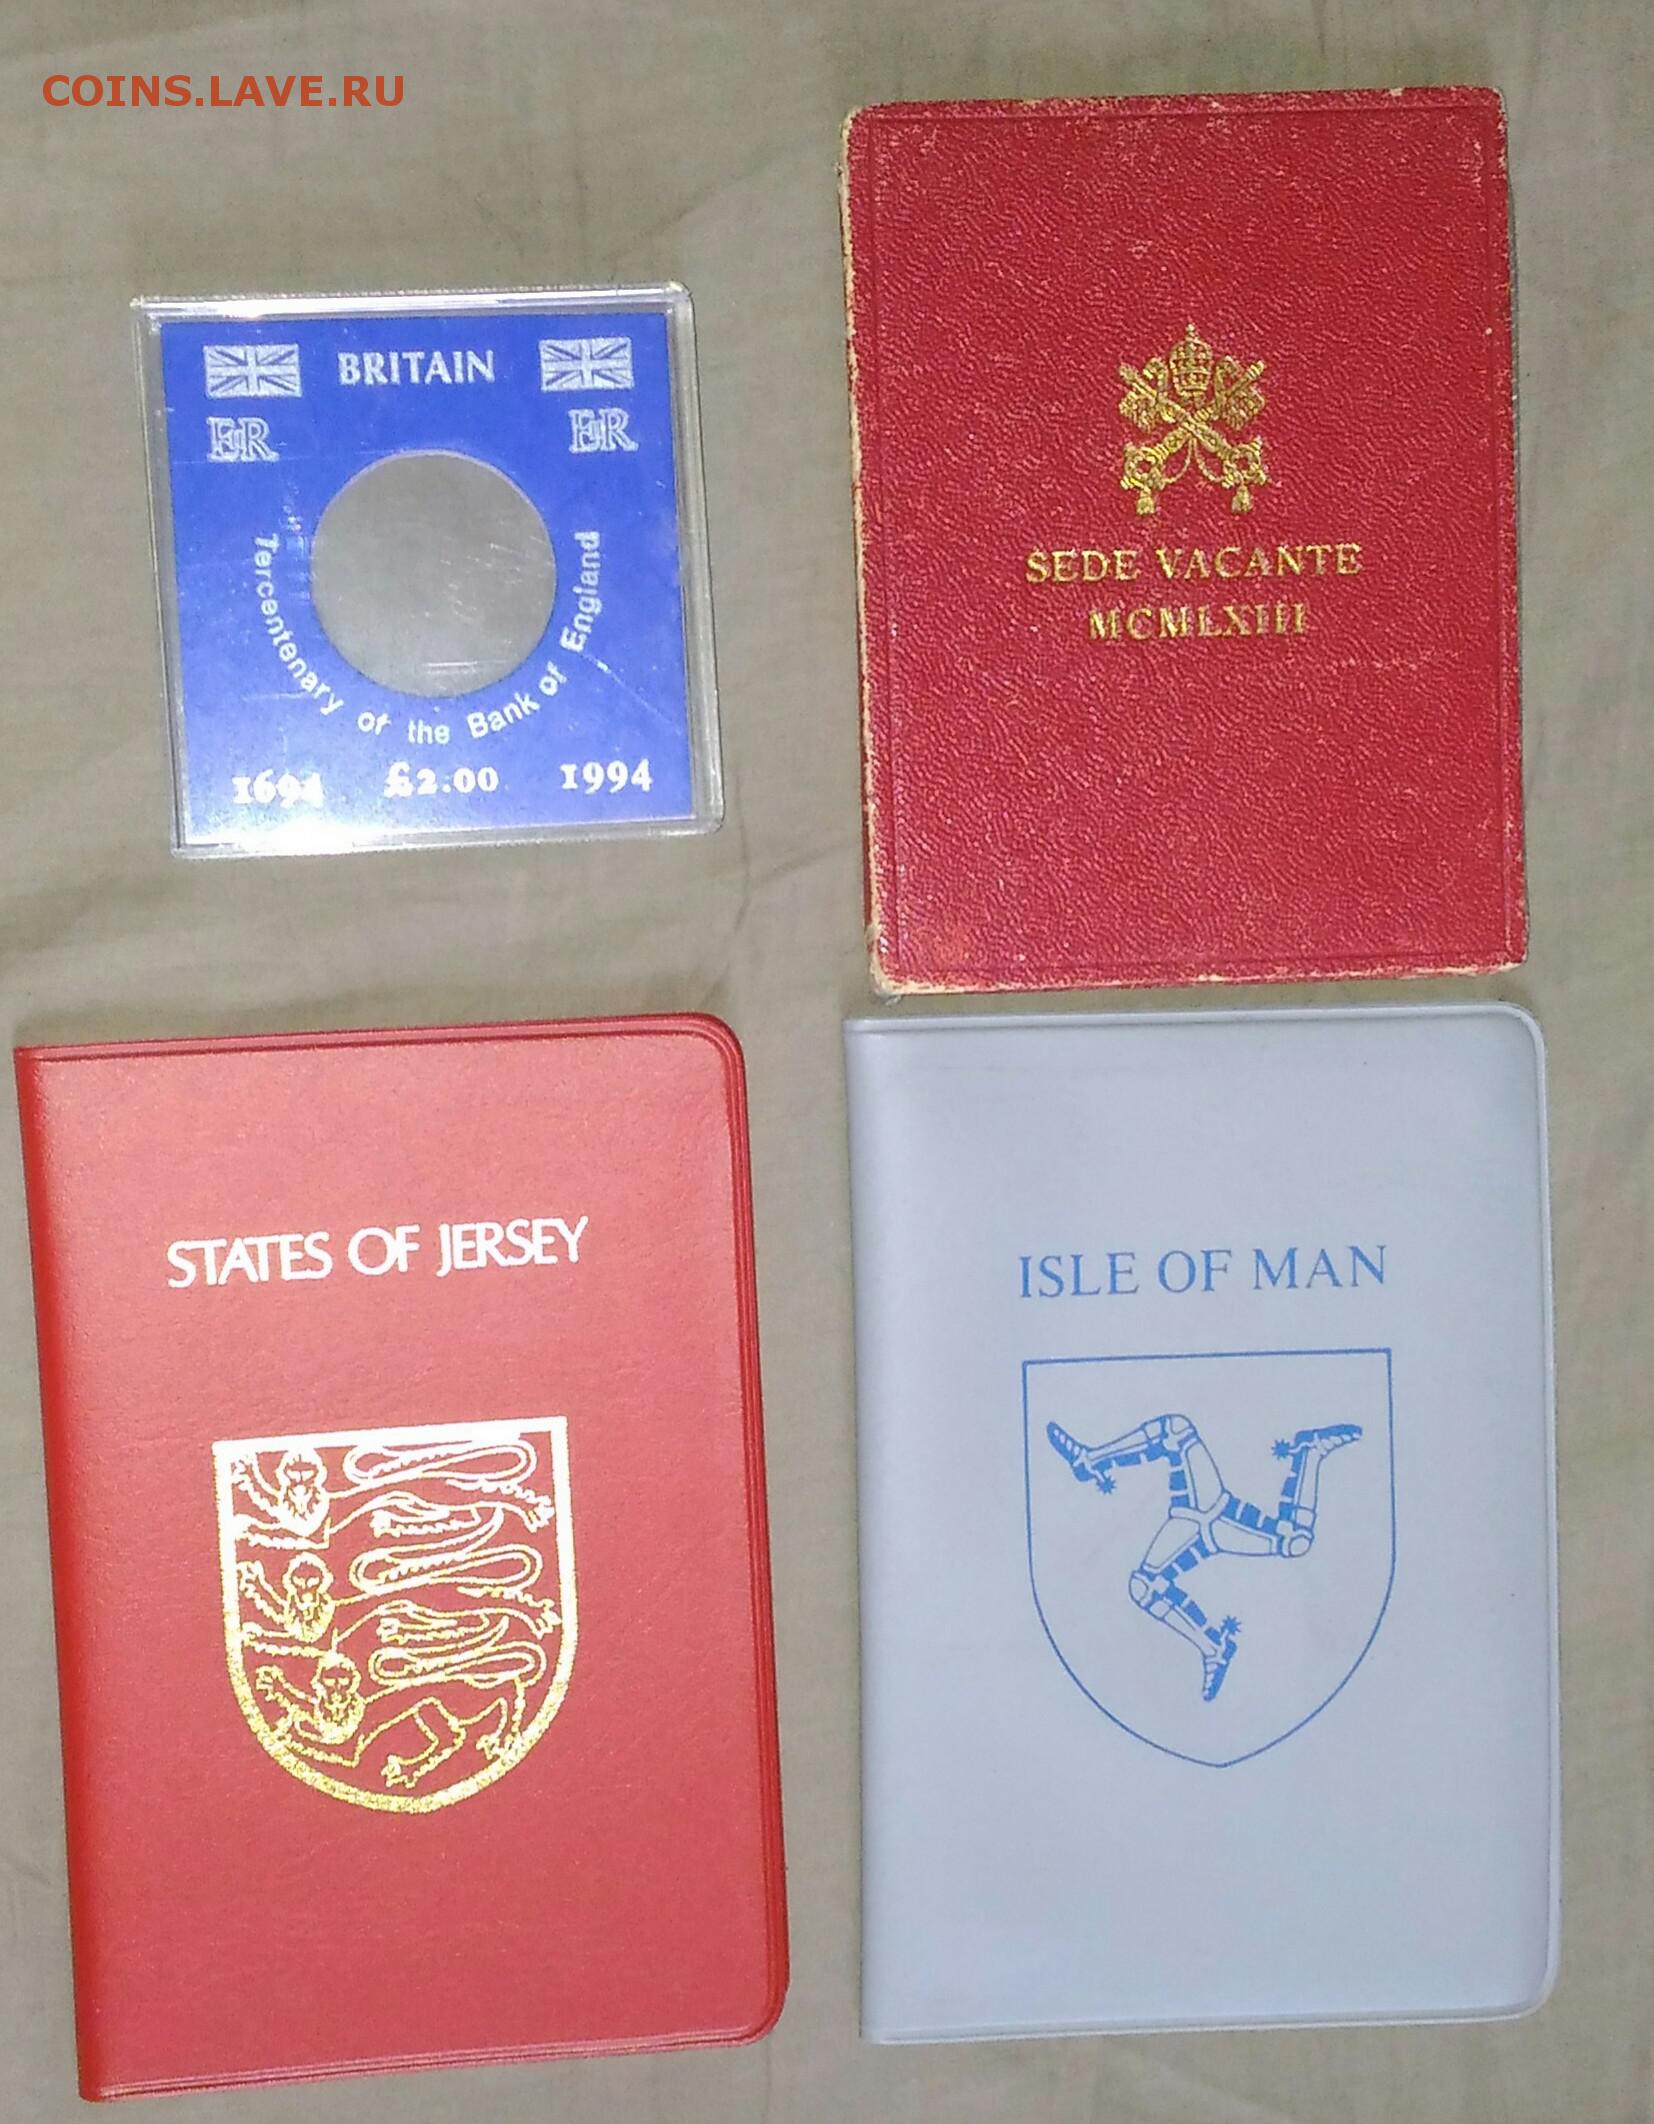 COINS.LAVE.RU
BRITAIN
ER ER
Tercentenary of the Bank of England
1694 £2.00 1994
SEDE VACANTE
MCMLXIII
STATES OF JERSEY
ISLE OF MAN